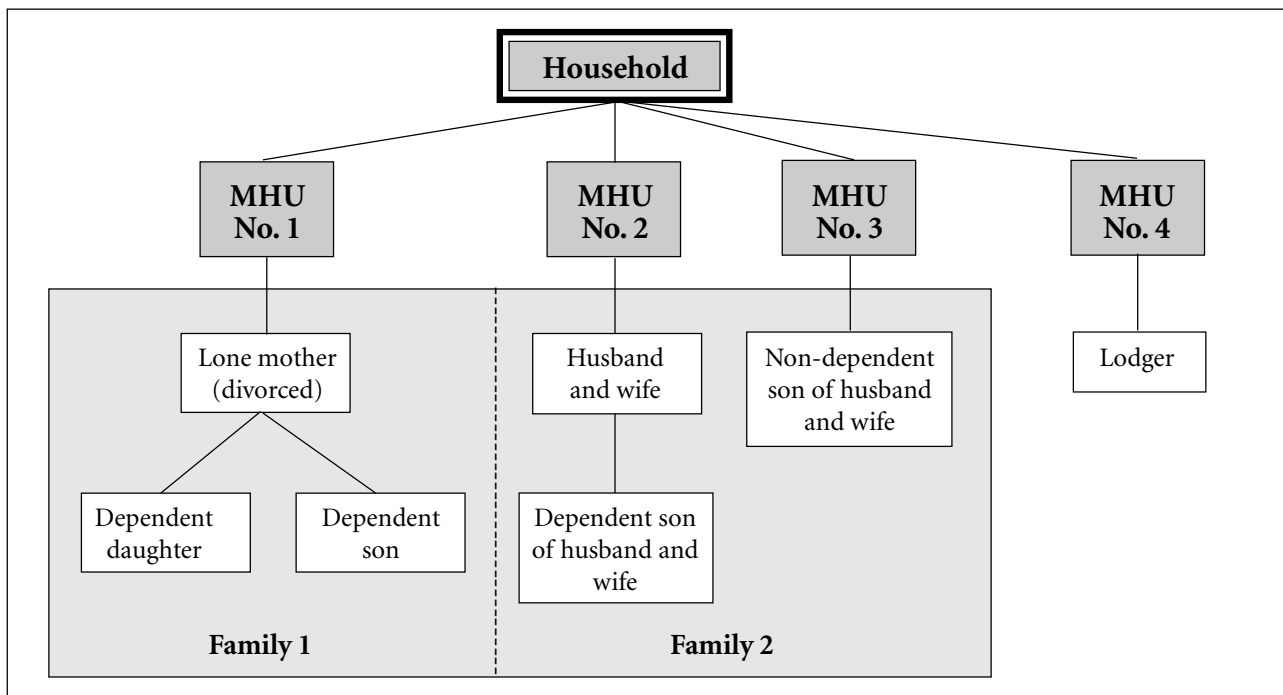 Household
MHU
No. 1
MHU
No. 2
MHU
No. 3
MHU
No. 4
Lone mother
(divorced)
Husband
and wife
Non-dependent
son of husband
and wife
Lodger
Dependent
daughter
Dependent
son
Dependent son
of husband and
wife
Family 1
Family 2